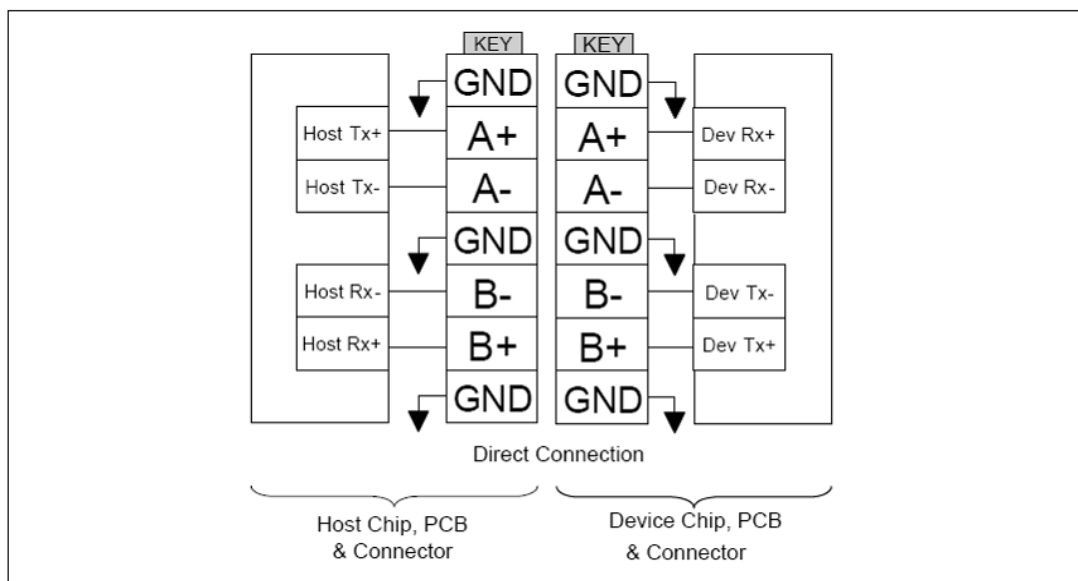 KEY KEY
GND GND
Host Tx+ A+ A+ Dev Rx+
Host Tx- A- A- Dev Rx-
GND GND
Host Rx- B- B- Dev Tx-
Host Rx+ B+ B+ Dev Tx+
GND GND
Direct Connection
Host Chip, PCB
& Connector
Device Chip, PCB
& Connector